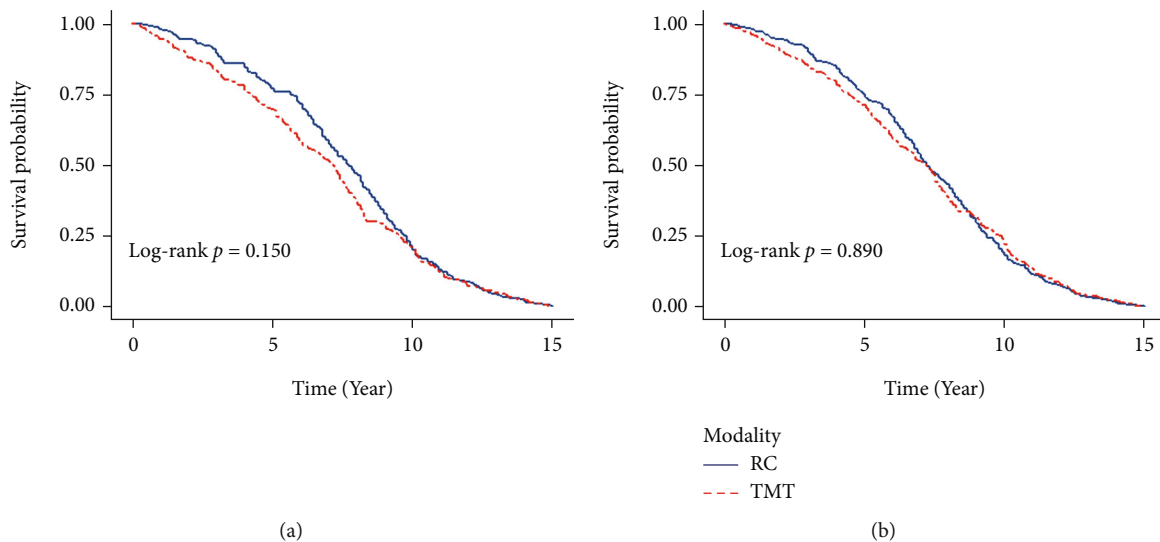 1.00
0.75
0.50
0.25
0.00
Survival probability
Log-rank p = 0.150
0 5 10 15
Time (Year)
(a)
1.00
0.75
0.50
0.25
0.00
Survival probability
Log-rank p = 0.890
0 5 10 15
Time (Year)
Modality
RC
TMT
(b)